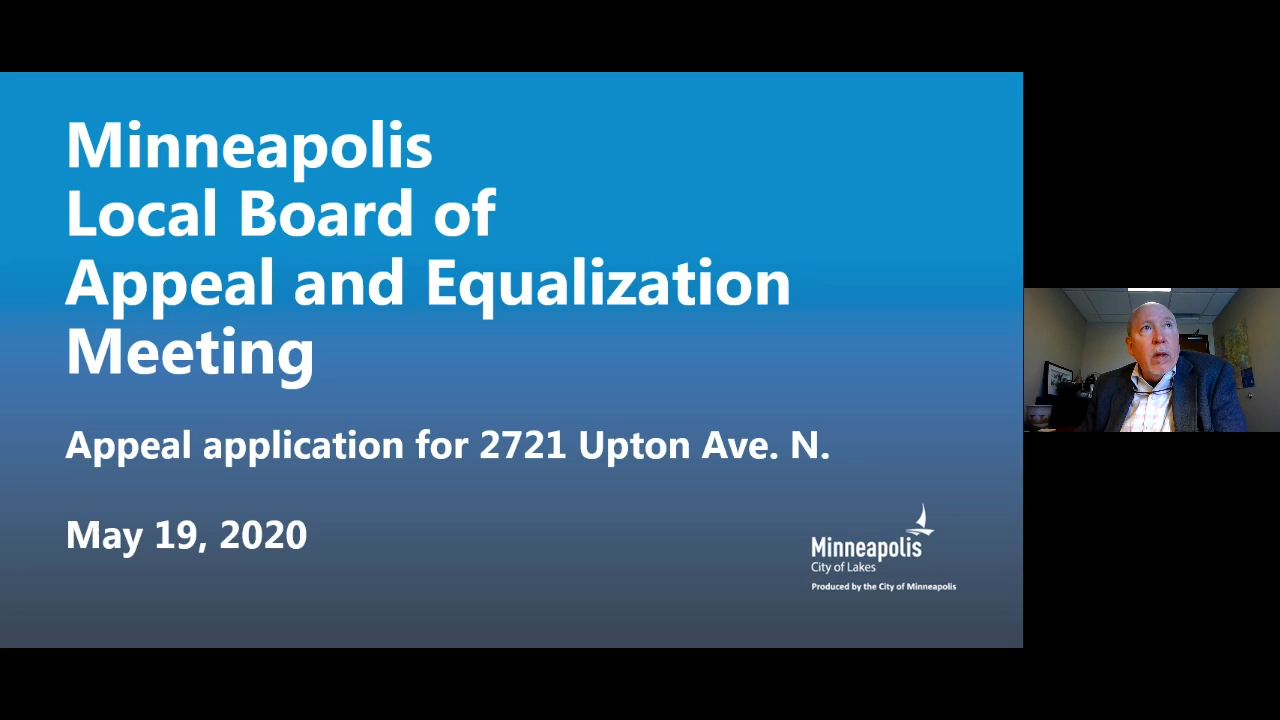 Minneapolis
Local Board of
Appeal and Equalization
Meeting
Appeal application for 2721 Upton Ave. N.
May 19, 2020
Minneapolis
City of Lakes
Produced by the City of Minneapolis